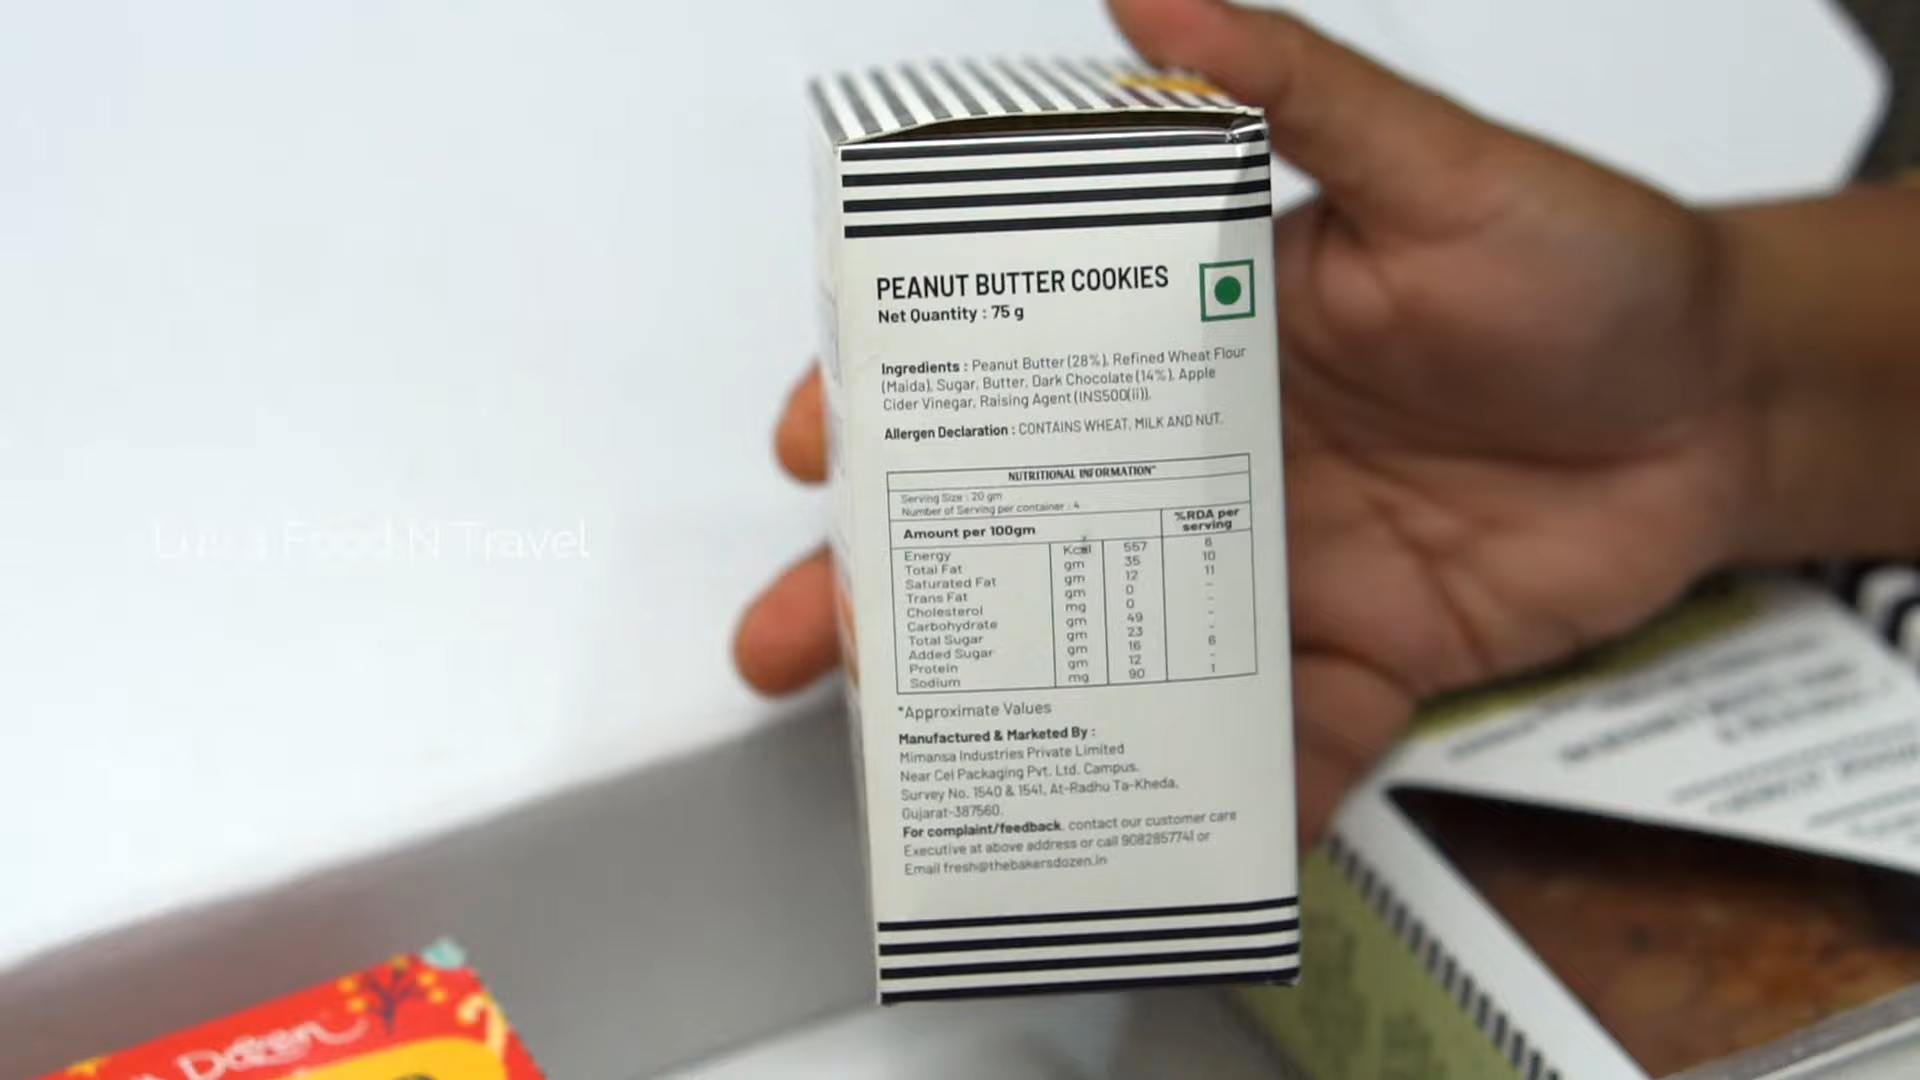 PEANUT BUTTER COOKIES
Net Quantity : 75 g
Ingredients : Peanut Butter (28%), Refined Wheat Flour
(Maida), Sugar, Butter, Dark Chocolate (14%), Apple
Cider Vinegar, Raising Agent (INS500(ii)).
Allergen Declaration : CONTAINS WHEAT, MILK AND NUT.
NUTRITIONAL INFORMATION*
Serving Size : 20 gm
Number of Serving per container : 4
Amount per 100gm %RDA per serving
Energy Kcal 557 6
Total Fat gm 35 10
Saturated Fat gm 12 11
Trans Fat gm 0 -
Cholesterol mg 0 -
Carbohydrate gm 49 -
Total Sugar gm 23 -
Added Sugar gm 16 6
Protein gm 12 -
Sodium mg 90 1
*Approximate Values
Manufactured & Marketed By :
Mimansa Industries Private Limited
Near Cel Packaging Pvt. Ltd. Campus,
Survey No. 1540 & 1541, At-Radhu Ta-Kheda,
Gujarat-387560.
For complaint/feedback, contact our customer care
Executive at above address or call 9082857741 or
Email fresh@thebakersdozen.in
Food N Travel
Dozen